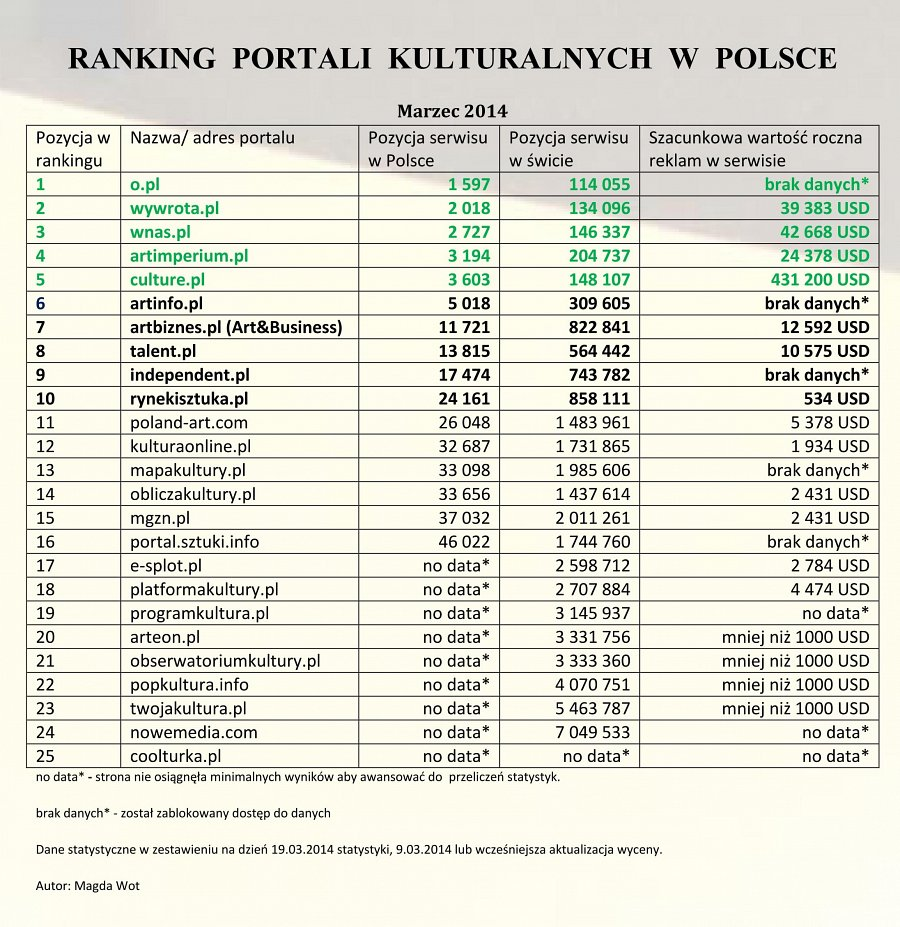 RANKING PORTALI KULTURALNYCH W POLSCE
Marzec 2014
Pozycja w rankingu Nazwa/ adres portalu Pozycja serwisu w Polsce Pozycja serwisu w świcie Szacunkowa wartość roczna reklam w serwisie
1 o.pl 1 597 114 055 brak danych*
2 wywrota.pl 2 018 134 096 39 383 USD
3 wnas.pl 2 727 146 337 42 668 USD
4 artimperium.pl 3 194 204 737 24 378 USD
5 culture.pl 3 603 148 107 431 200 USD
6 artinfo.pl 5 018 309 605 brak danych*
7 artbiznes.pl (Art&Business) 11 721 822 841 12 592 USD
8 talent.pl 13 815 564 442 10 575 USD
9 independent.pl 17 474 743 782 brak danych*
10 rynekisztuka.pl 24 161 858 111 534 USD
11 poland-art.com 26 048 1 483 961 5 378 USD
12 kulturaonline.pl 32 687 1 731 865 1 934 USD
13 mapakultury.pl 33 098 1 985 606 brak danych*
14 obliczakultury.pl 33 656 1 437 614 2 431 USD
15 mgzn.pl 37 032 2 011 261 2 431 USD
16 portal.sztuki.info 46 022 1 744 760 brak danych*
17 e-splot.pl no data* 2 598 712 2 784 USD
18 platformakultury.pl no data* 2 707 884 4 474 USD
19 programkultura.pl no data* 3 145 937 no data*
20 arteon.pl no data* 3 331 756 mniej niż 1000 USD
21 obserwatoriumkultury.pl no data* 3 333 360 mniej niż 1000 USD
22 popkultura.info no data* 4 070 751 mniej niż 1000 USD
23 twojakultura.pl no data* 5 463 787 mniej niż 1000 USD
24 nowemedia.com no data* 7 049 533 no data*
25 coolturka.pl no data* no data* no data*
no data* - strona nie osiągnęła minimalnych wyników aby awansować do przeliczeń statystyk.
brak danych* - został zablokowany dostęp do danych
Dane statystyczne w zestawieniu na dzień 19.03.2014 statystyki, 9.03.2014 lub wcześniejsza aktualizacja wyceny.
Autor: Magda Wot